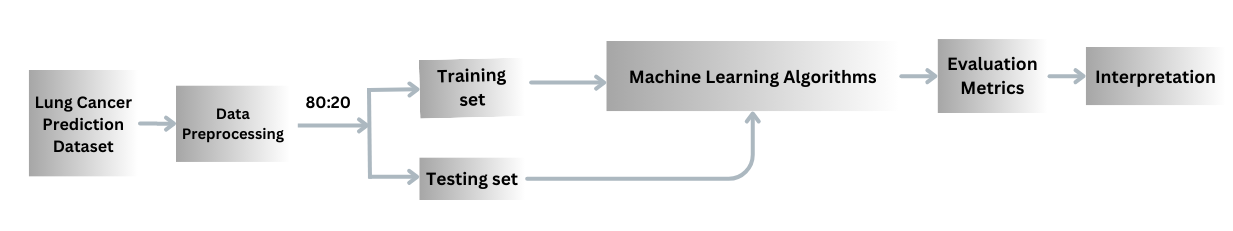 Lung Cancer
Prediction
Dataset
Data
Preprocessing
80:20
Training
set
Testing set
Machine Learning Algorithms
Evaluation
Metrics
Interpretation